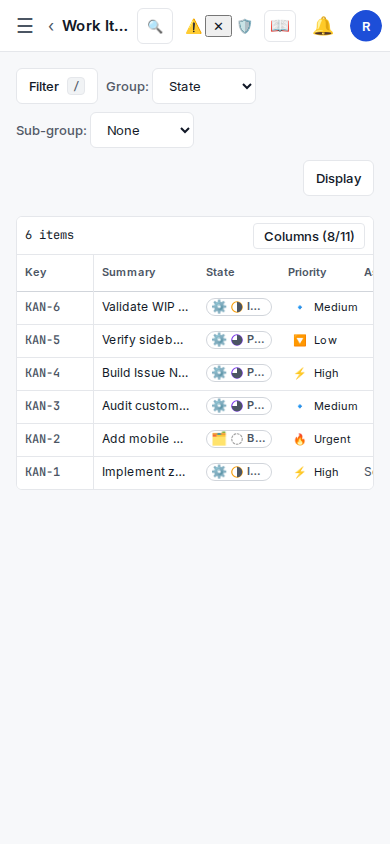 Work It...
R
Filter /
Group: State
Sub-group: None
Display
6 items
Columns (8/11)
Key Summary State Priority
KAN-6 Validate WIP ... I... Medium
KAN-5 Verify sideb... P... Low
KAN-4 Build Issue N... P... High
KAN-3 Audit custom... P... Medium
KAN-2 Add mobile ... B... Urgent
KAN-1 Implement z... I... High